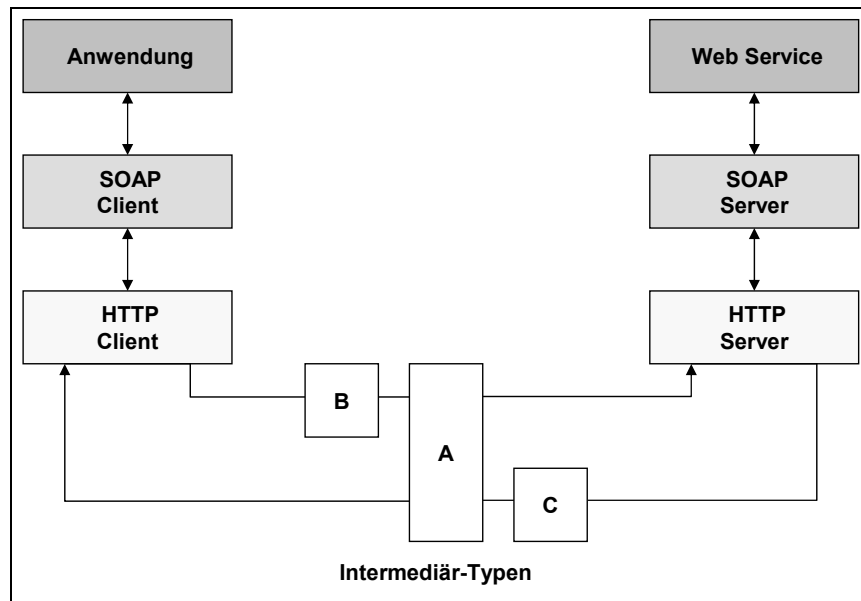 Anwendung
Web Service
SOAP
Client
SOAP
Server
HTTP
Client
HTTP
Server
B
A
C
Intermediär-Typen